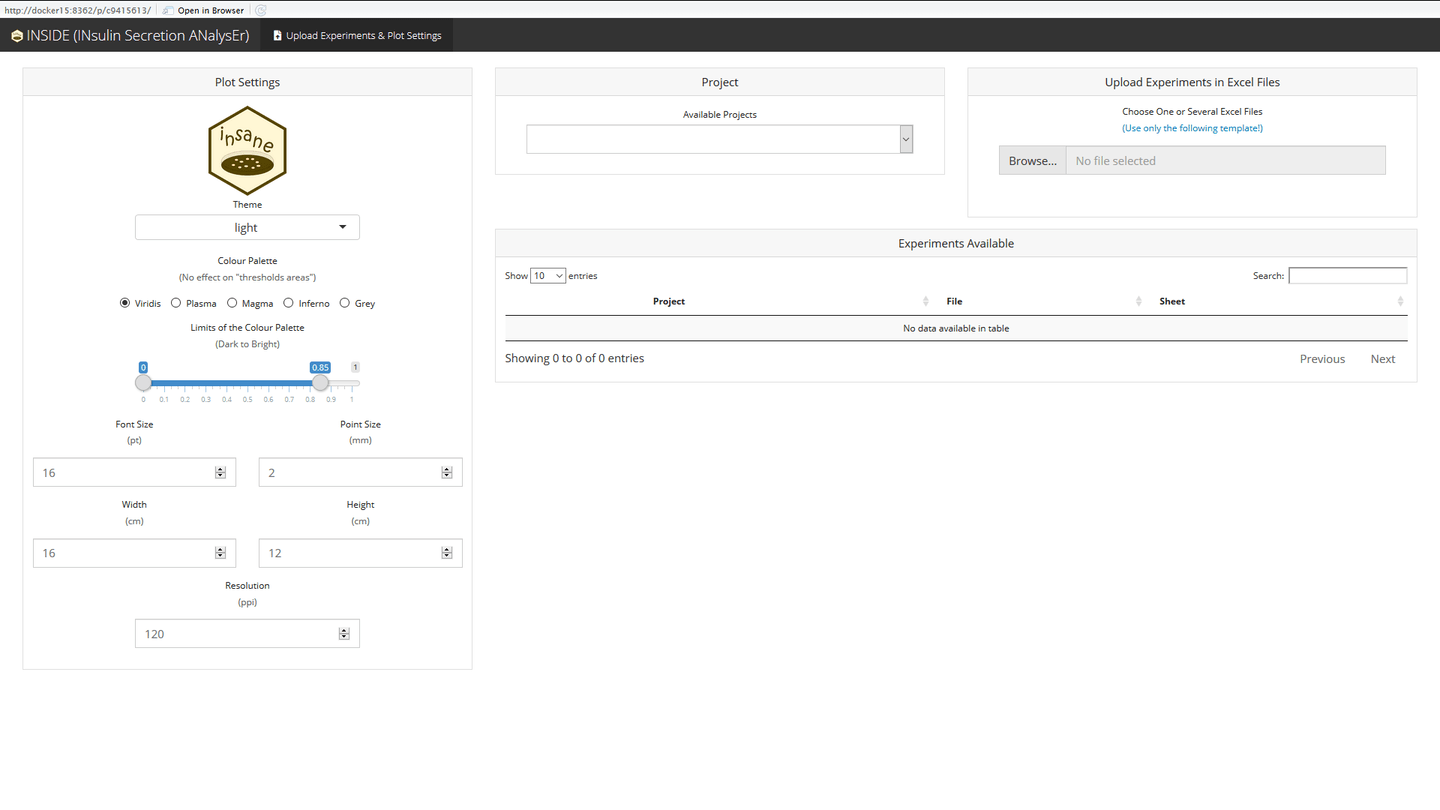 http://docker15:8362/p/c9415613/ Open in Browser
INSIDE (INsulin Secretion ANalysEr) Upload Experiments & Plot Settings
Plot Settings
insane
Theme
light
Colour Palette
(No effect on "thresholds areas")
Viridis Plasma Magma Inferno Grey
Limits of the Colour Palette
(Dark to Bright)
0 0.85 1
0 0.1 0.2 0.3 0.4 0.5 0.6 0.7 0.8 0.9 1
Font Size Point Size
(pt) (mm)
16 2
Width Height
(cm) (cm)
16 12
Resolution
(ppi)
120
Project
Available Projects
Upload Experiments in Excel Files
Choose One or Several Excel Files
(Use only the following template!)
Browse... No file selected
Experiments Available
Show 10 entries Search:
Project File Sheet
No data available in table
Showing 0 to 0 of 0 entries Previous Next